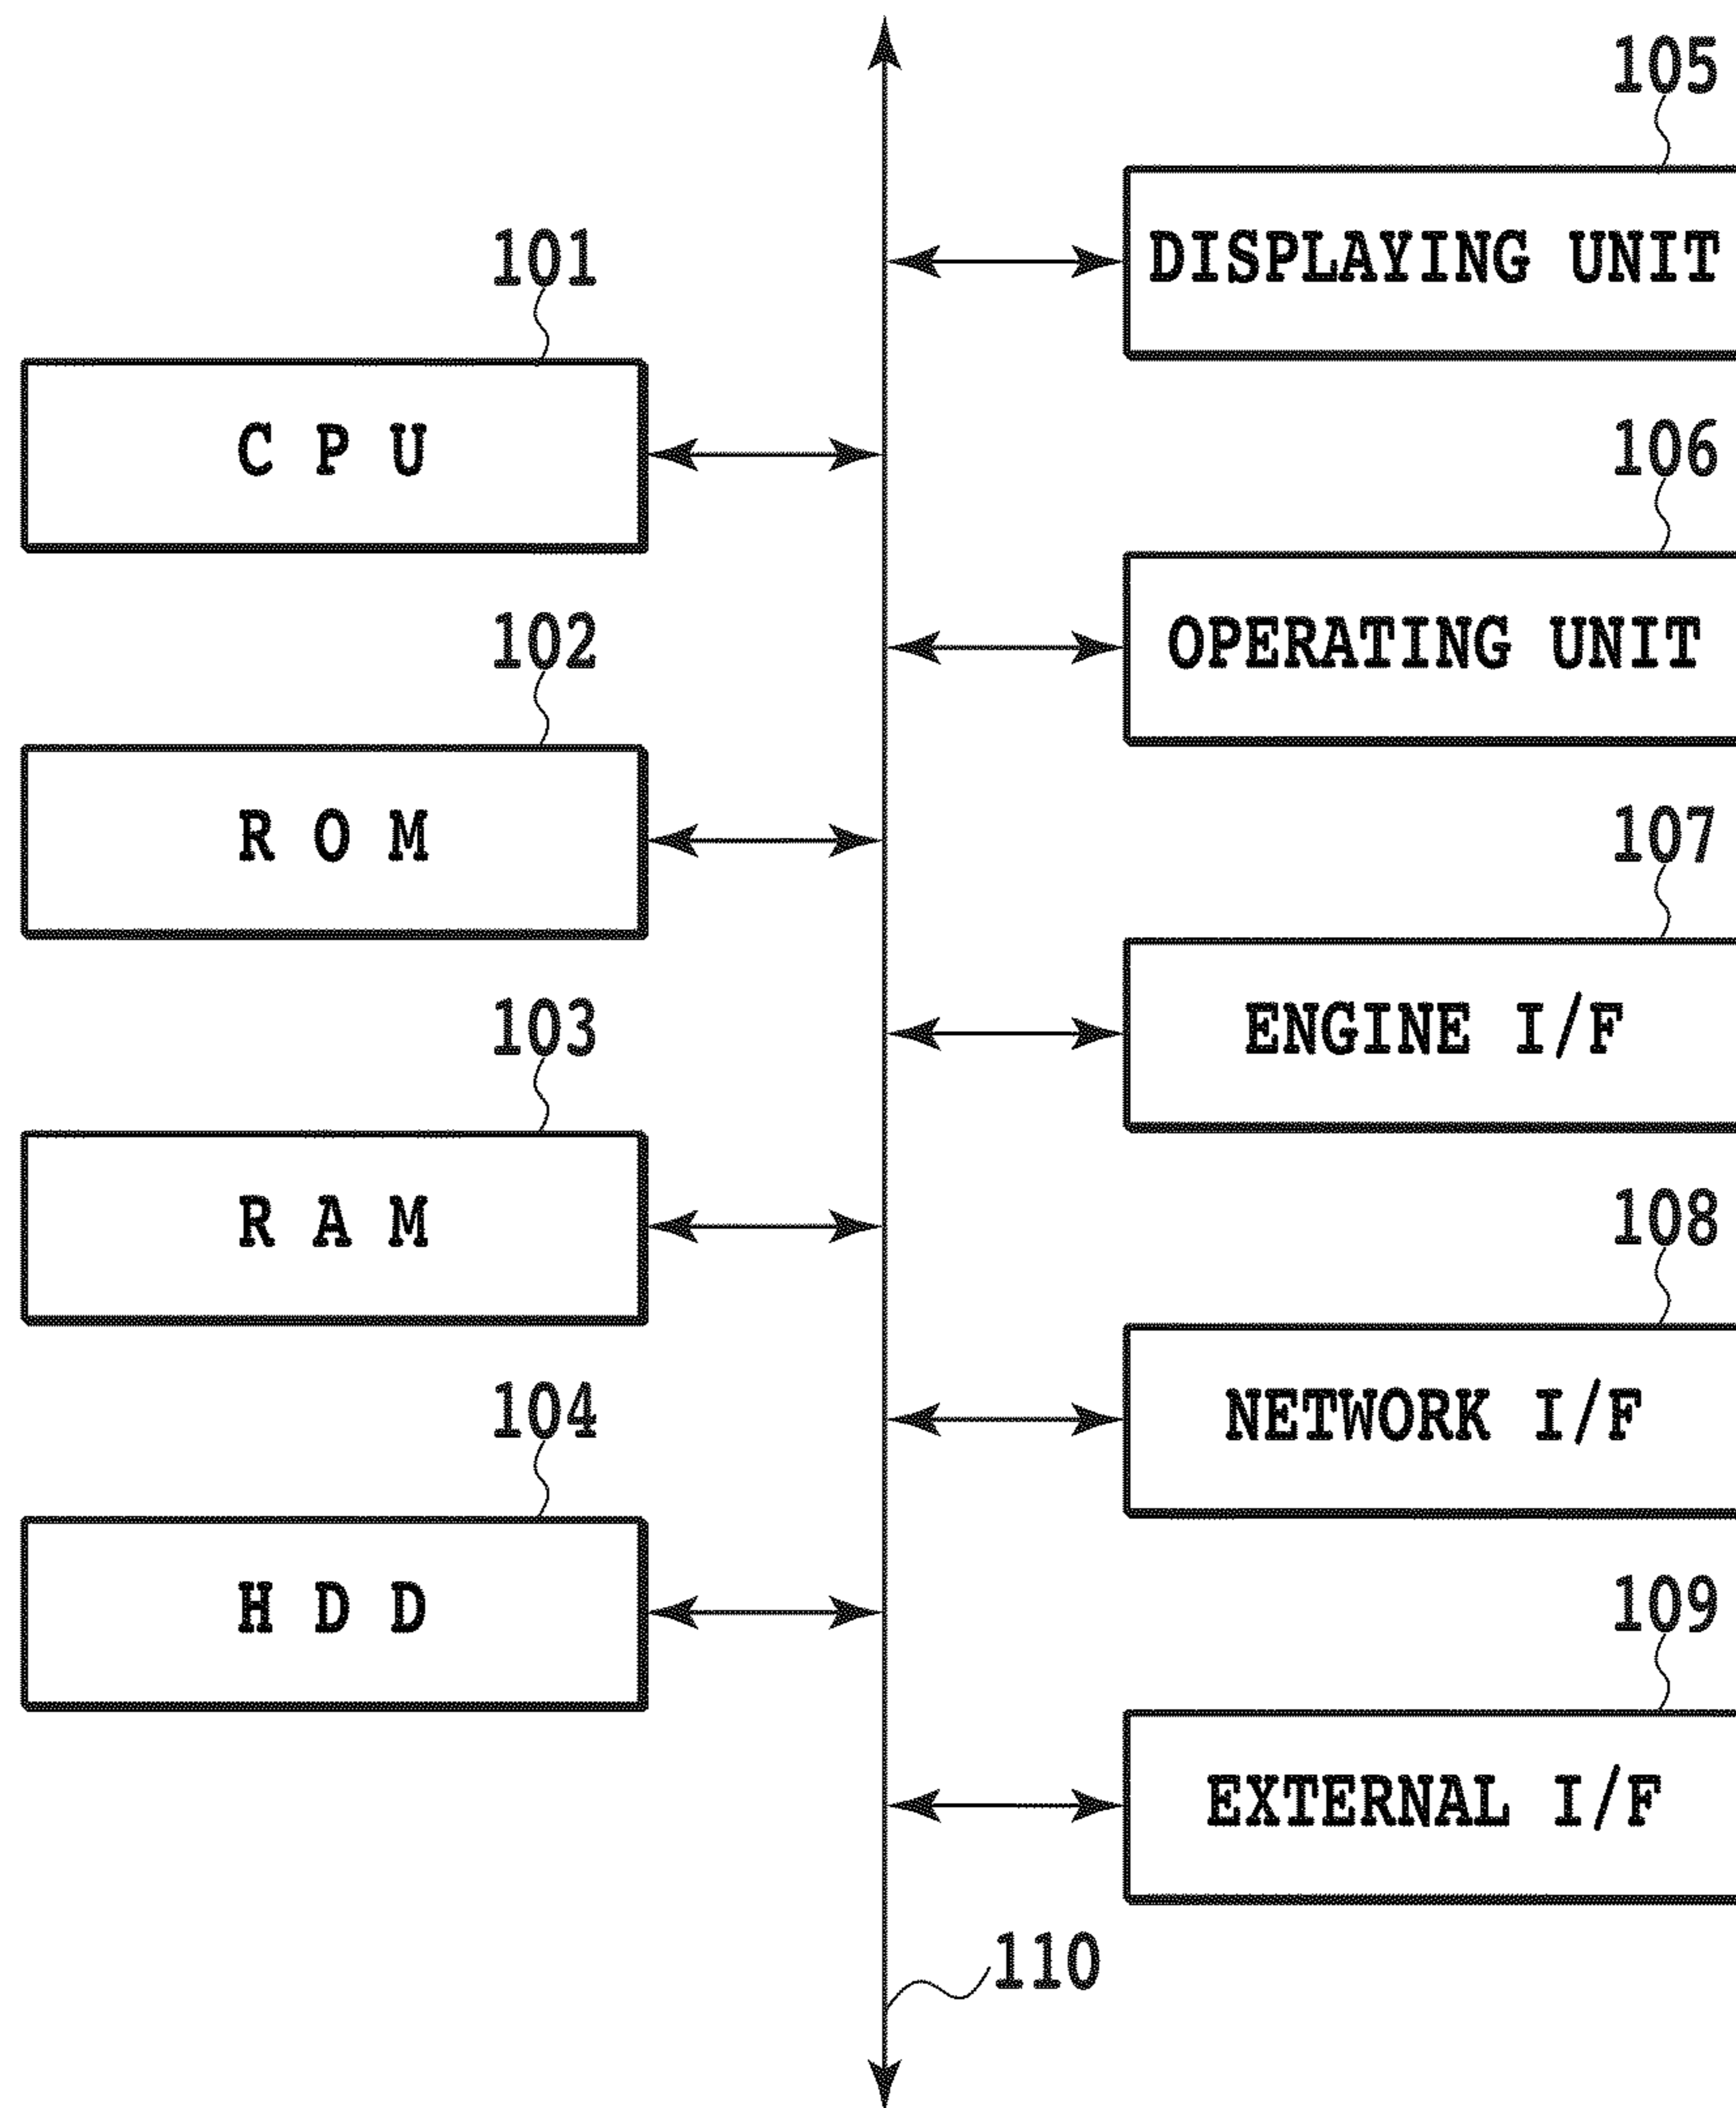 101
C P U
102
R O M
103
R A M
104
H D D
105
DISPLAYING UNIT
106
OPERATING UNIT
107
ENGINE I/F
108
NETWORK I/F
109
EXTERNAL I/F
110